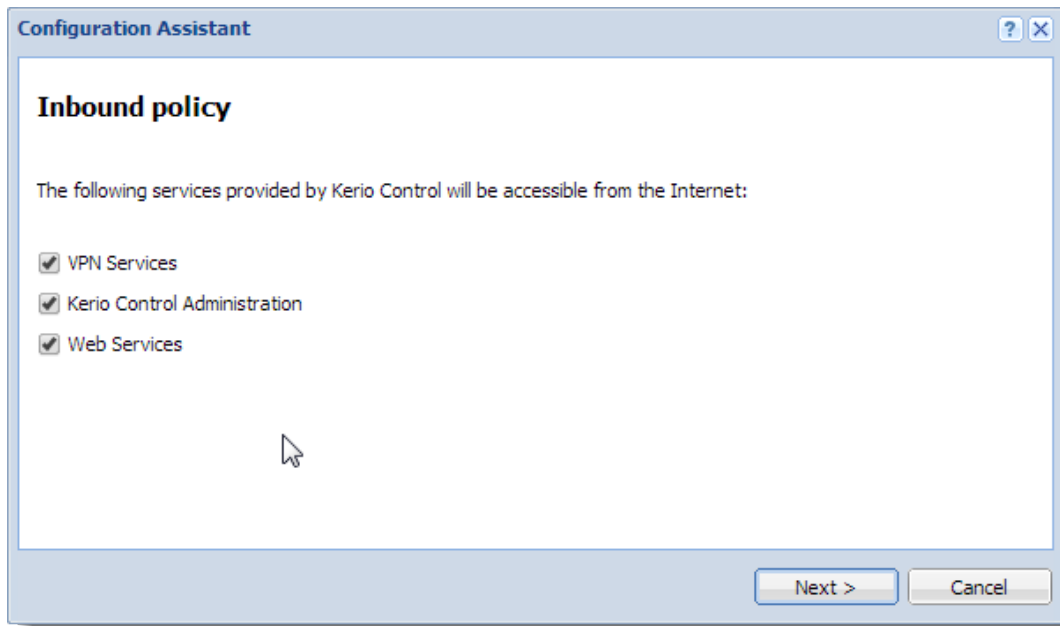 Configuration Assistant
Inbound policy
The following services provided by Kerio Control will be accessible from the Internet:
VPN Services
Kerio Control Administration
Web Services
Next > Cancel